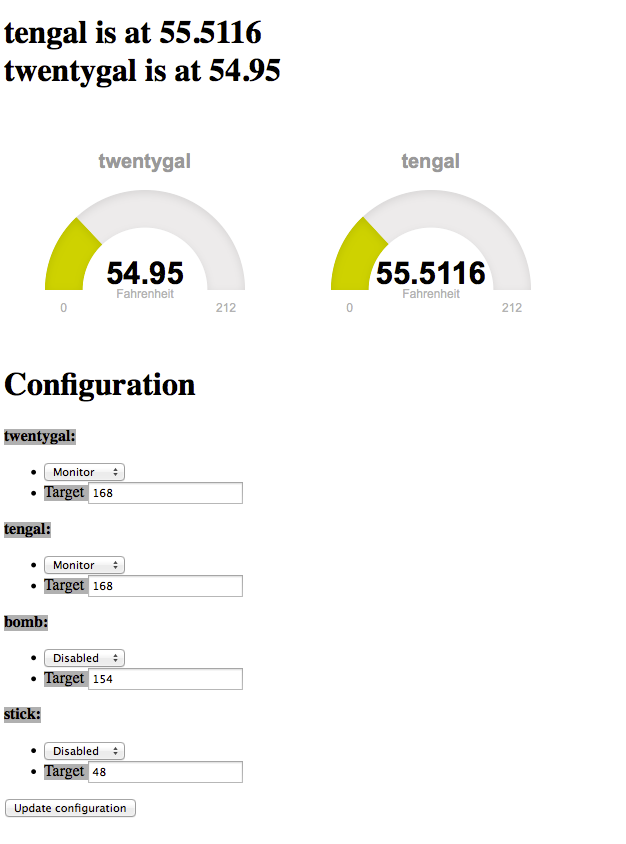 tengal is at 55.5116
twentygal is at 54.95
twentygal
tengal
54.95
Fahrenheit
0
212
55.5116
Fahrenheit
0
212
Configuration
twentygal:
Monitor
Target 168
tengal:
Monitor
Target 168
bomb:
Disabled
Target 154
stick:
Disabled
Target 48
Update configuration